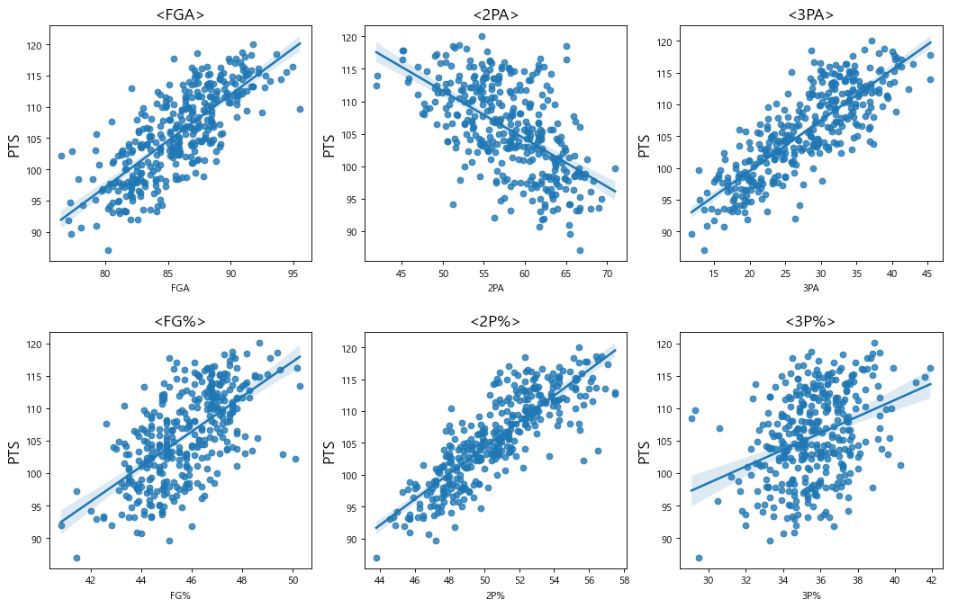 <FGA> <2PA> <3PA>
120 120 120
115 115 115
110 110 110
105 105 105
100 100 100
95 95 95
90 90 90
PTS PTS PTS
80 85 90 95 45 50 55 60 65 70 15 20 25 30 35 40 45
FGA 2PA 3PA
<FG%> <2P%> <3P%>
120 120 120
115 115 115
110 110 110
105 105 105
100 100 100
95 95 95
90 90 90
PTS PTS PTS
42 44 46 48 50 44 46 48 50 52 54 56 58 30 32 34 36 38 40 42
FG% 2P% 3P%